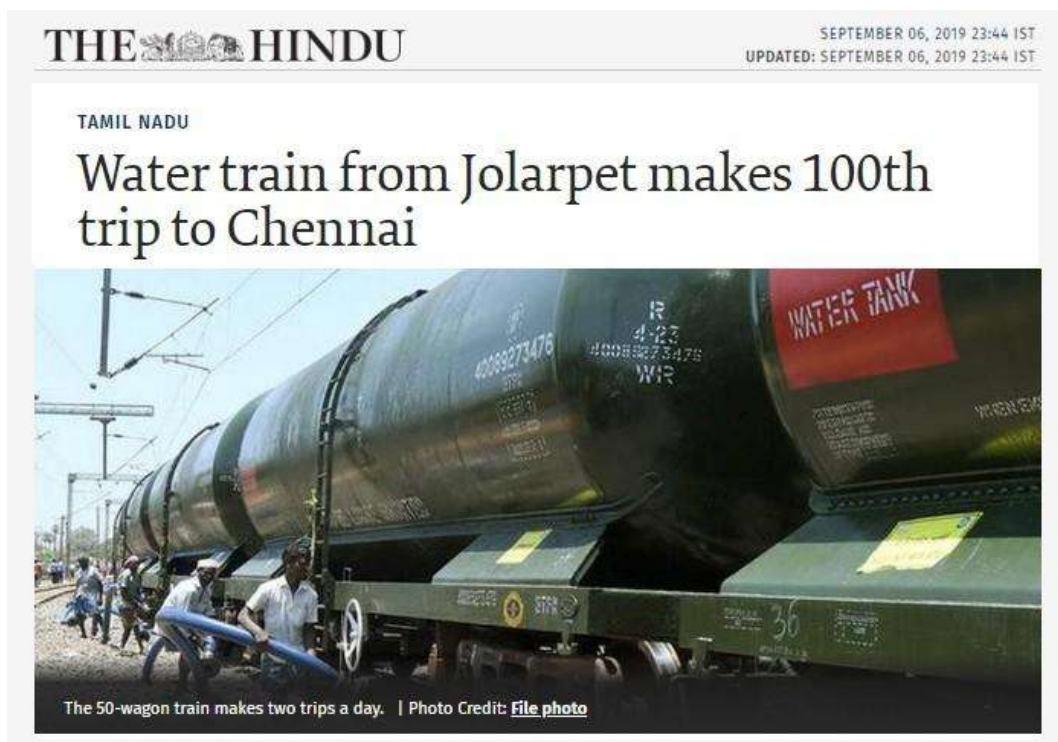 THE HINDU
SEPTEMBER 06, 2019 23:44 IST
UPDATED: SEPTEMBER 06, 2019 23:44 IST
TAMIL NADU
Water train from Jolarpet makes 100th
trip to Chennai
WATER TANK
R
4-23
40089273476
WR
40089273476
36
The 50-wagon train makes two trips a day. | Photo Credit: File photo